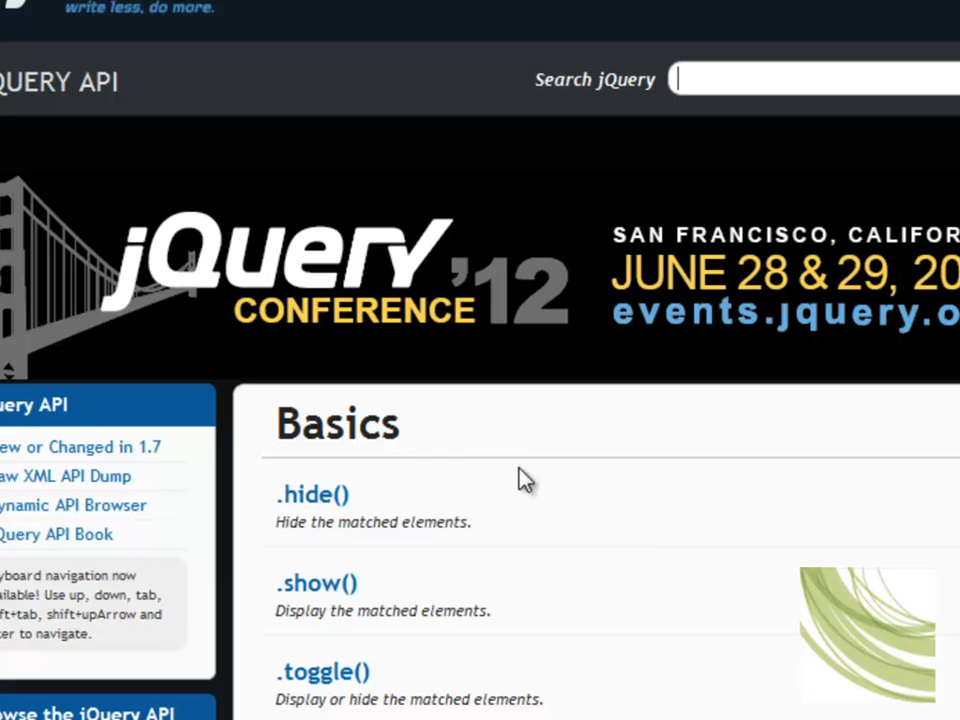 write less, do more.
QUERY API
Search jQuery
jQuery
CONFERENCE '12
SAN FRANCISCO, CALIFOR
JUNE 28 & 29, 20
events.jquery.o
uery API
ew or Changed in 1.7
aw XML API Dump
ynamic API Browser
Query API Book
yboard navigation now
ailable! Use up, down, tab,
ft+tab, shift+upArrow and
ter to navigate.
owse the jQuery API
Basics
.hide()
Hide the matched elements.
.show()
Display the matched elements.
.toggle()
Display or hide the matched elements.